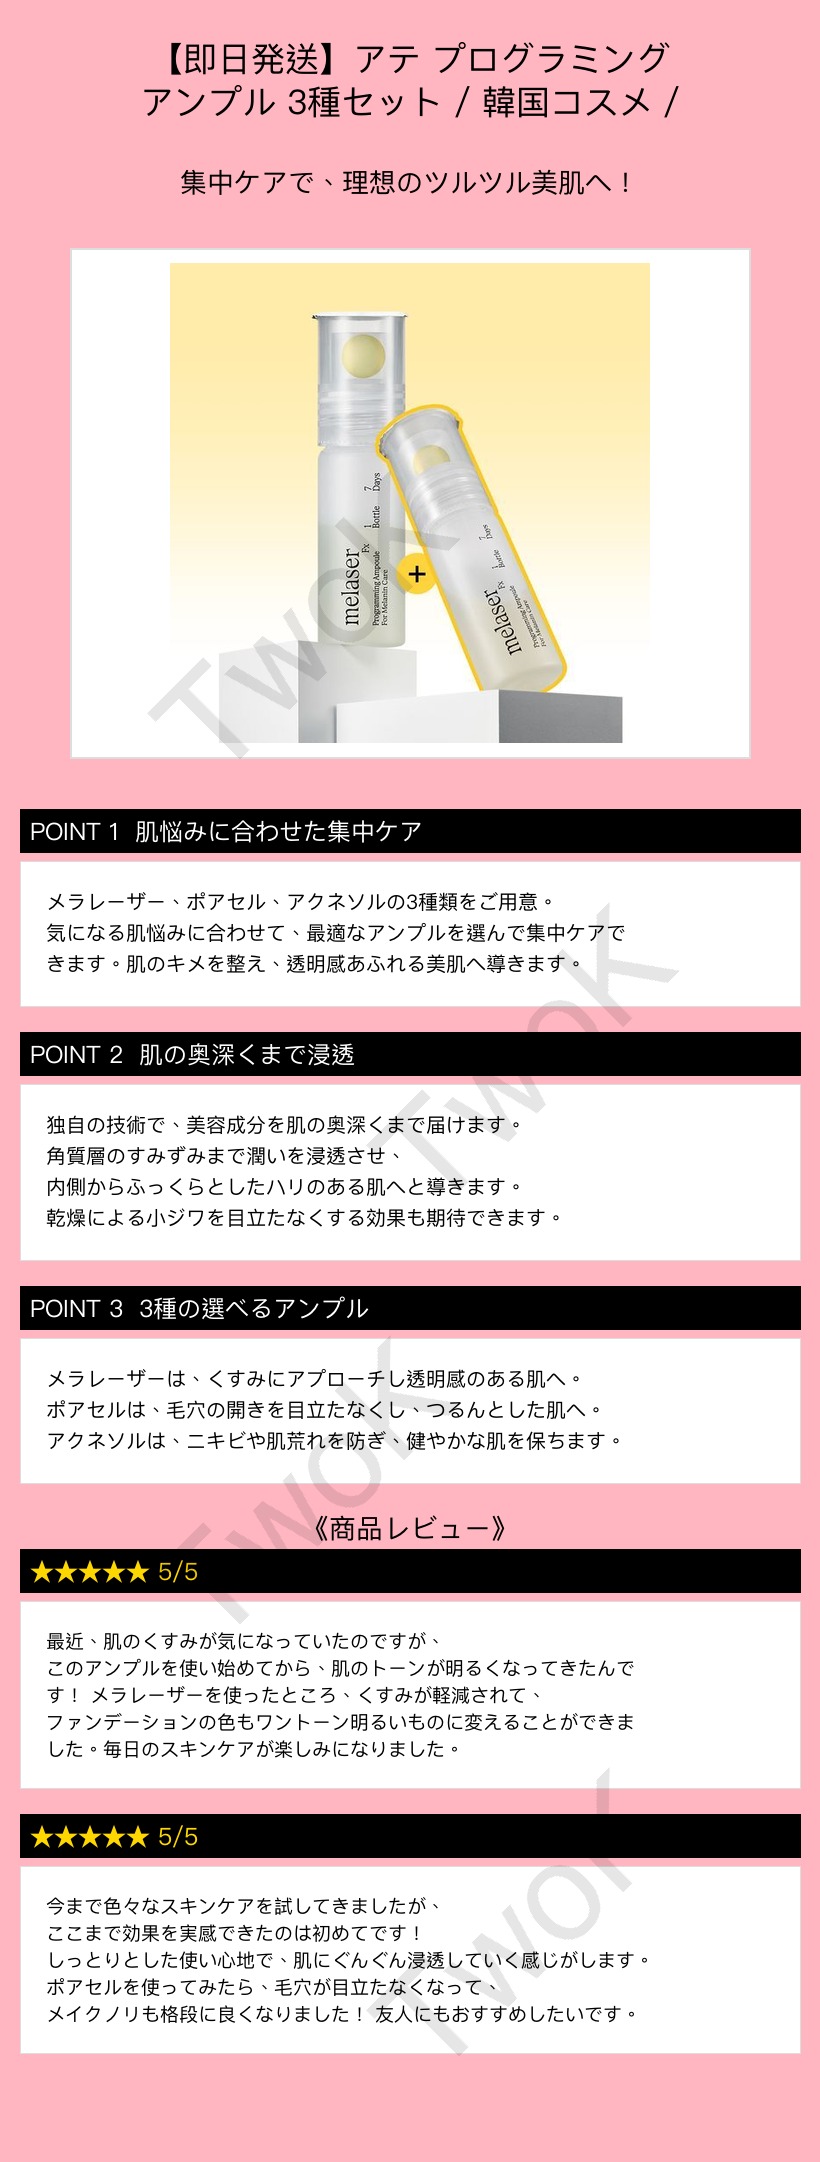 【即日発送】アテ プログラミング
アンプル 3種セット / 韓国コスメ /
集中ケアで、理想のツルツル美肌へ！
melaser
Fx 1 7
Bottle Days
Programming Ampoule
For Melanin Care
+
melaser
Fx 1 7
Bottle Days
Programming Ampoule
For Melanin Care
TwoK
POINT 1 肌悩みに合わせた集中ケア
メラレーザー、ポアセル、アクネソルの3種類をご用意。
気になる肌悩みに合わせて、最適なアンプルを選んで集中ケアで
きます。肌のキメを整え、透明感あふれる美肌へ導きます。
TwoK
POINT 2 肌の奥深くまで浸透
独自の技術で、美容成分を肌の奥深くまで届けます。
角質層のすみずみまで潤いを浸透させ、
内側からふっくらとしたハリのある肌へと導きます。
乾燥による小ジワを目立たなくする効果も期待できます。
POINT 3 3種の選べるアンプル
メラレーザーは、くすみにアプローチし透明感のある肌へ。
ポアセルは、毛穴の開きを目立たなくし、つるんとした肌へ。
アクネソルは、ニキビや肌荒れを防ぎ、健やかな肌を保ちます。
TwoK
《商品レビュー》
★★★★★ 5/5
最近、肌のくすみが気になっていたのですが、
このアンプルを使い始めてから、肌のトーンが明るくなってきたんで
す！ メラレーザーを使ったところ、くすみが軽減されて、
ファンデーションの色もワントーン明るいものに変えることができま
した。毎日のスキンケアが楽しみになりました。
★★★★★ 5/5
今まで色々なスキンケアを試してきましたが、
ここまで効果を実感できたのは初めてです！
しっとりとした使い心地で、肌にぐんぐん浸透していく感じがします。
ポアセルを使ってみたら、毛穴が目立たなくなって、
メイクノリも格段に良くなりました！ 友人にもおすすめしたいです。
TwoK